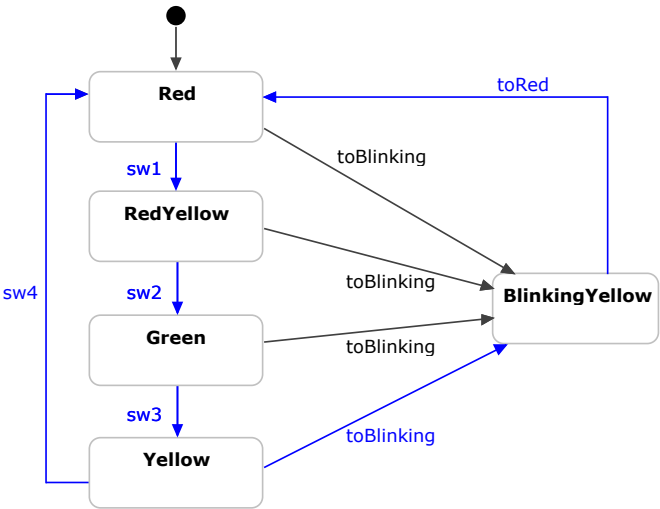 toRed
Red
toBlinking
sw1
RedYellow
toBlinking
sw4
sw2
BlinkingYellow
Green
toBlinking
sw3
toBlinking
Yellow